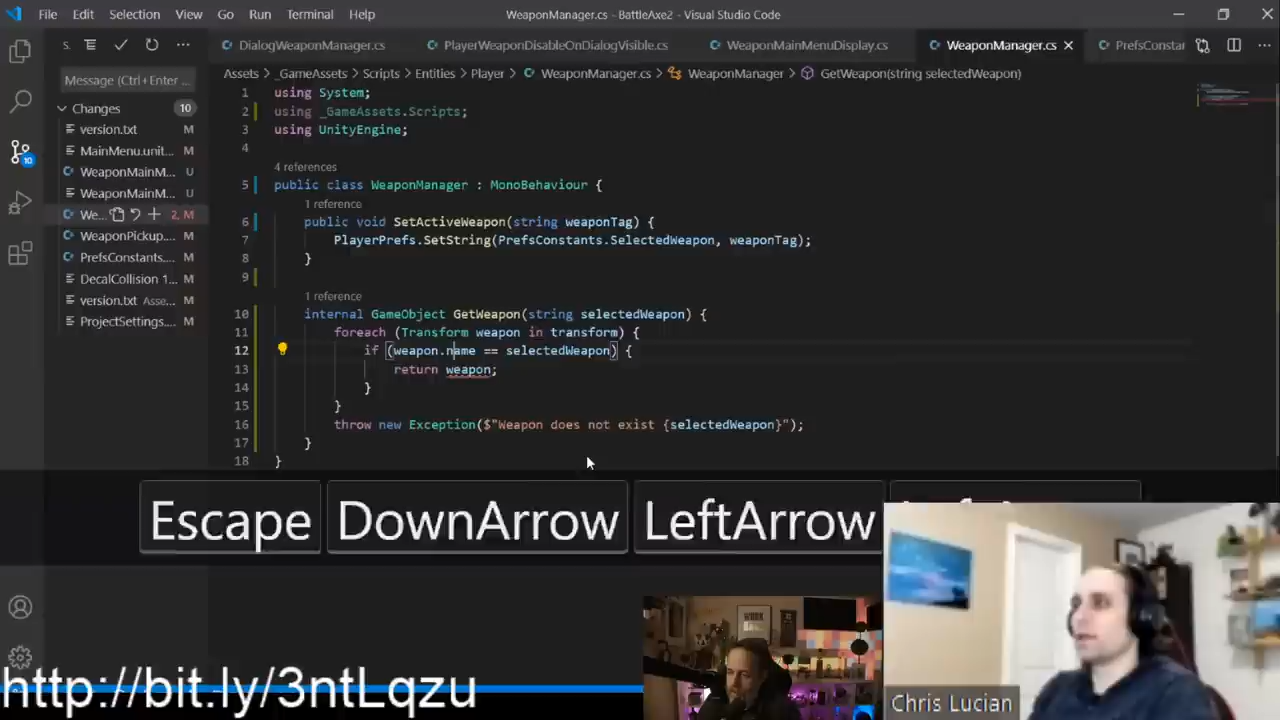 File Edit Selection View Go Run Terminal Help WeaponManager.cs - BattleAxe2 - Visual Studio Code
S. DialogWeaponManager.cs PlayerWeaponDisableOnDialogVisible.cs WeaponMainMenuDisplay.cs WeaponManager.cs PrefsConstar
Message (Ctrl+Enter ...
Assets > _GameAssets > Scripts > Entities > Player > WeaponManager.cs > WeaponManager > GetWeapon(string selectedWeapon)
Changes 10
version.txt M
MainMenu.unit... M
WeaponMainM... U
WeaponMainM... U
We... 2, M
WeaponPickup... M
PrefsConstants.... M
DecalCollision 1... M
version.txt Asse... M
ProjectSettings... M
10
1 using System;
2 using _GameAssets.Scripts;
3 using UnityEngine;
4
4 references
5 public class WeaponManager : MonoBehaviour {
1 reference
6 public void SetActiveWeapon(string weaponTag) {
7 PlayerPrefs.SetString(PrefsConstants.SelectedWeapon, weaponTag);
8 }
9
1 reference
10 internal GameObject GetWeapon(string selectedWeapon) {
11 foreach (Transform weapon in transform) {
12 if (weapon.name == selectedWeapon) {
13 return weapon;
14 }
15 }
16 throw new Exception($"Weapon does not exist {selectedWeapon}");
17 }
18 }
Escape DownArrow LeftArrow
http://bit.ly/3ntLqzu
WORK
Chris Lucian